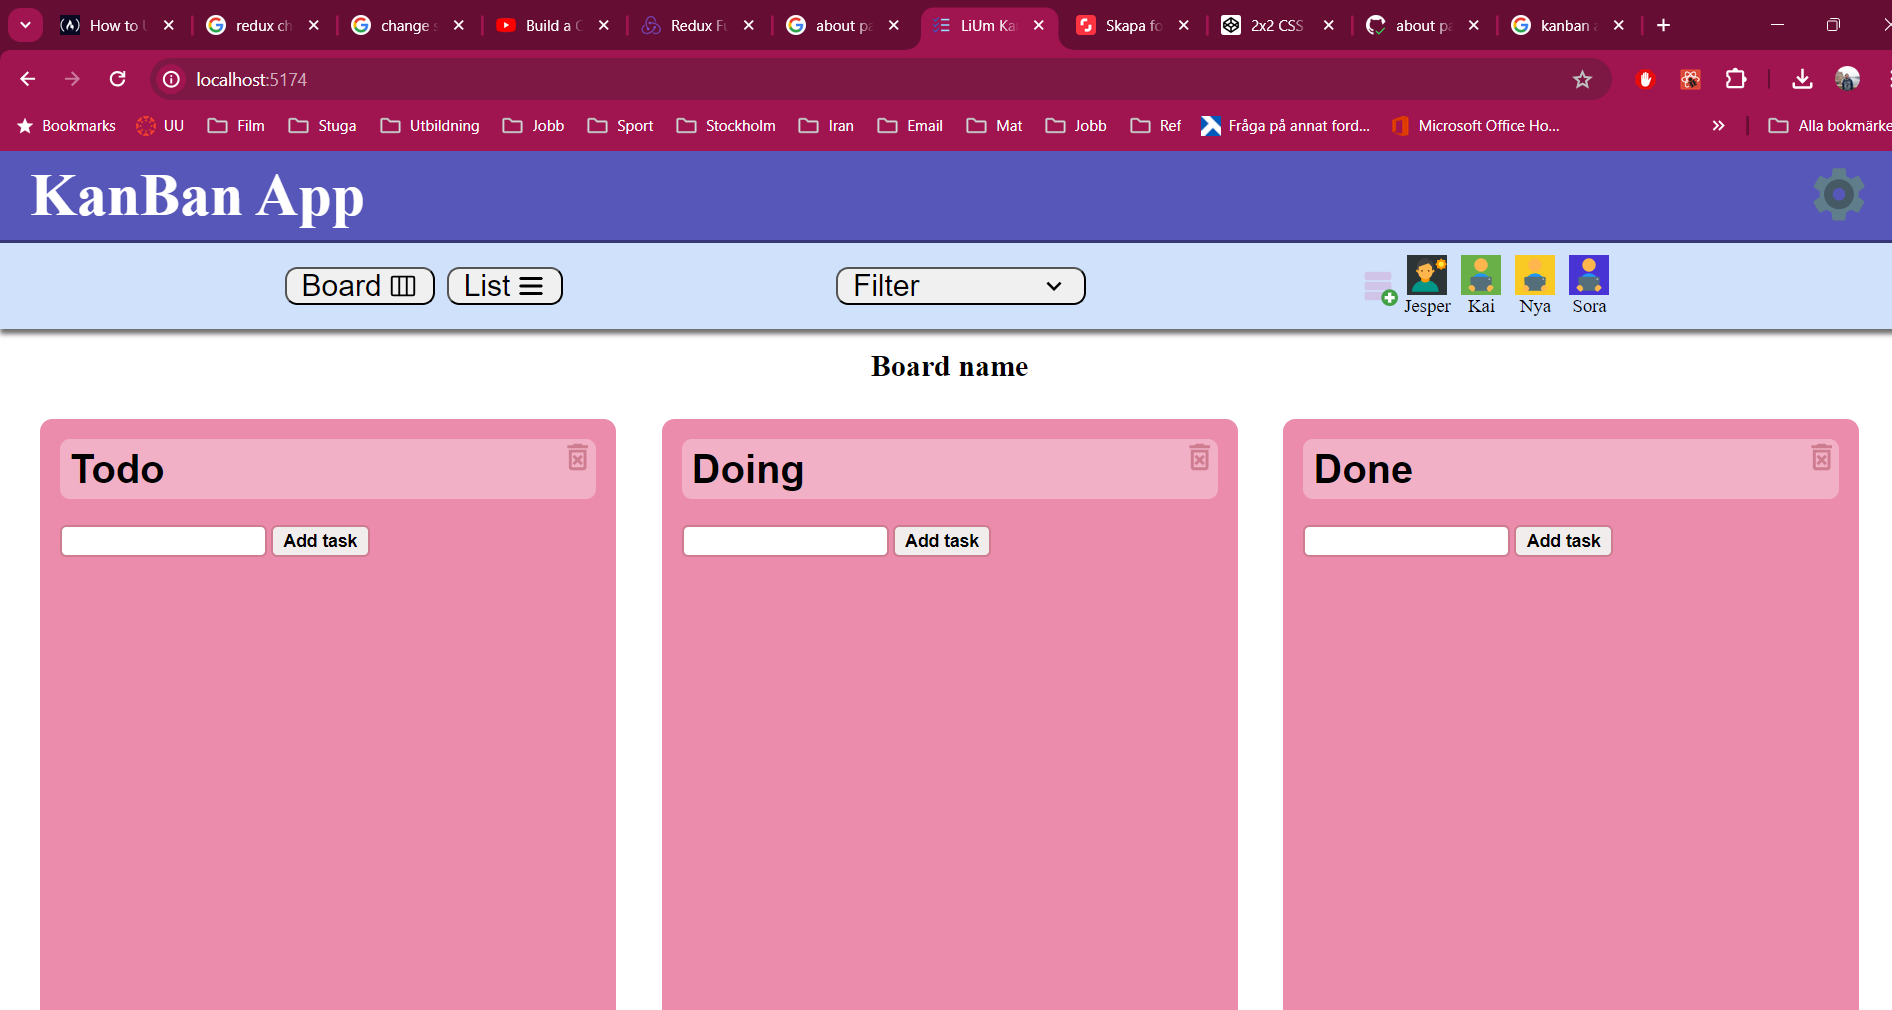 How to
redux ch
change
Build a
Redux F
about pa
LiUm Ka
Skapa fo
2x2 CSS
about pa
kanban
localhost:5174
Bookmarks UU Film Stuga Utbildning Jobb Sport Stockholm Iran Email Mat Jobb Ref Fråga på annat ford... Microsoft Office Ho... » Alla bokmärke
KanBan App
Board List Filter
Jesper Kai Nya Sora
Board name
Todo Doing Done
Add task Add task Add task